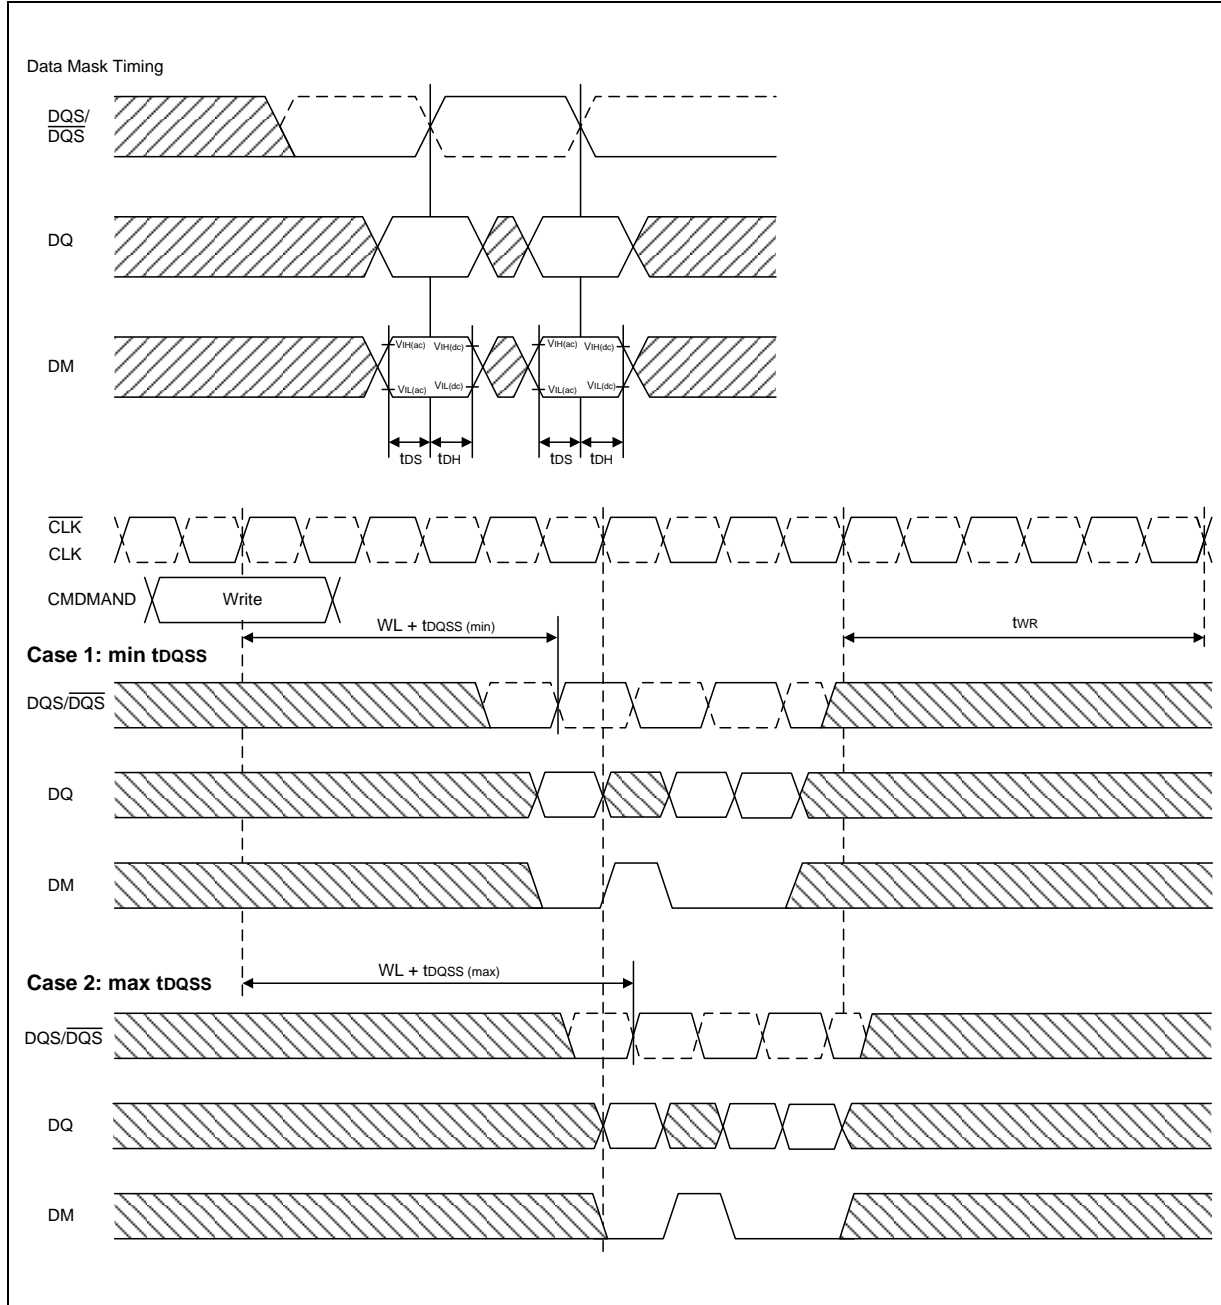 Data Mask Timing
DQS/
DQS
DQ
DM
VIH(ac) VIH(dc) VIH(ac) VIH(dc)
VIL(ac) VIL(dc) VIL(ac) VIL(dc)
tDS tDH tDS tDH
CLK
CLK
CMDMAND Write
WL + tDQSS (min) tWR
Case 1: min tDQSS
DQS/DQS
DQ
DM
WL + tDQSS (max)
Case 2: max tDQSS
DQS/DQS
DQ
DM